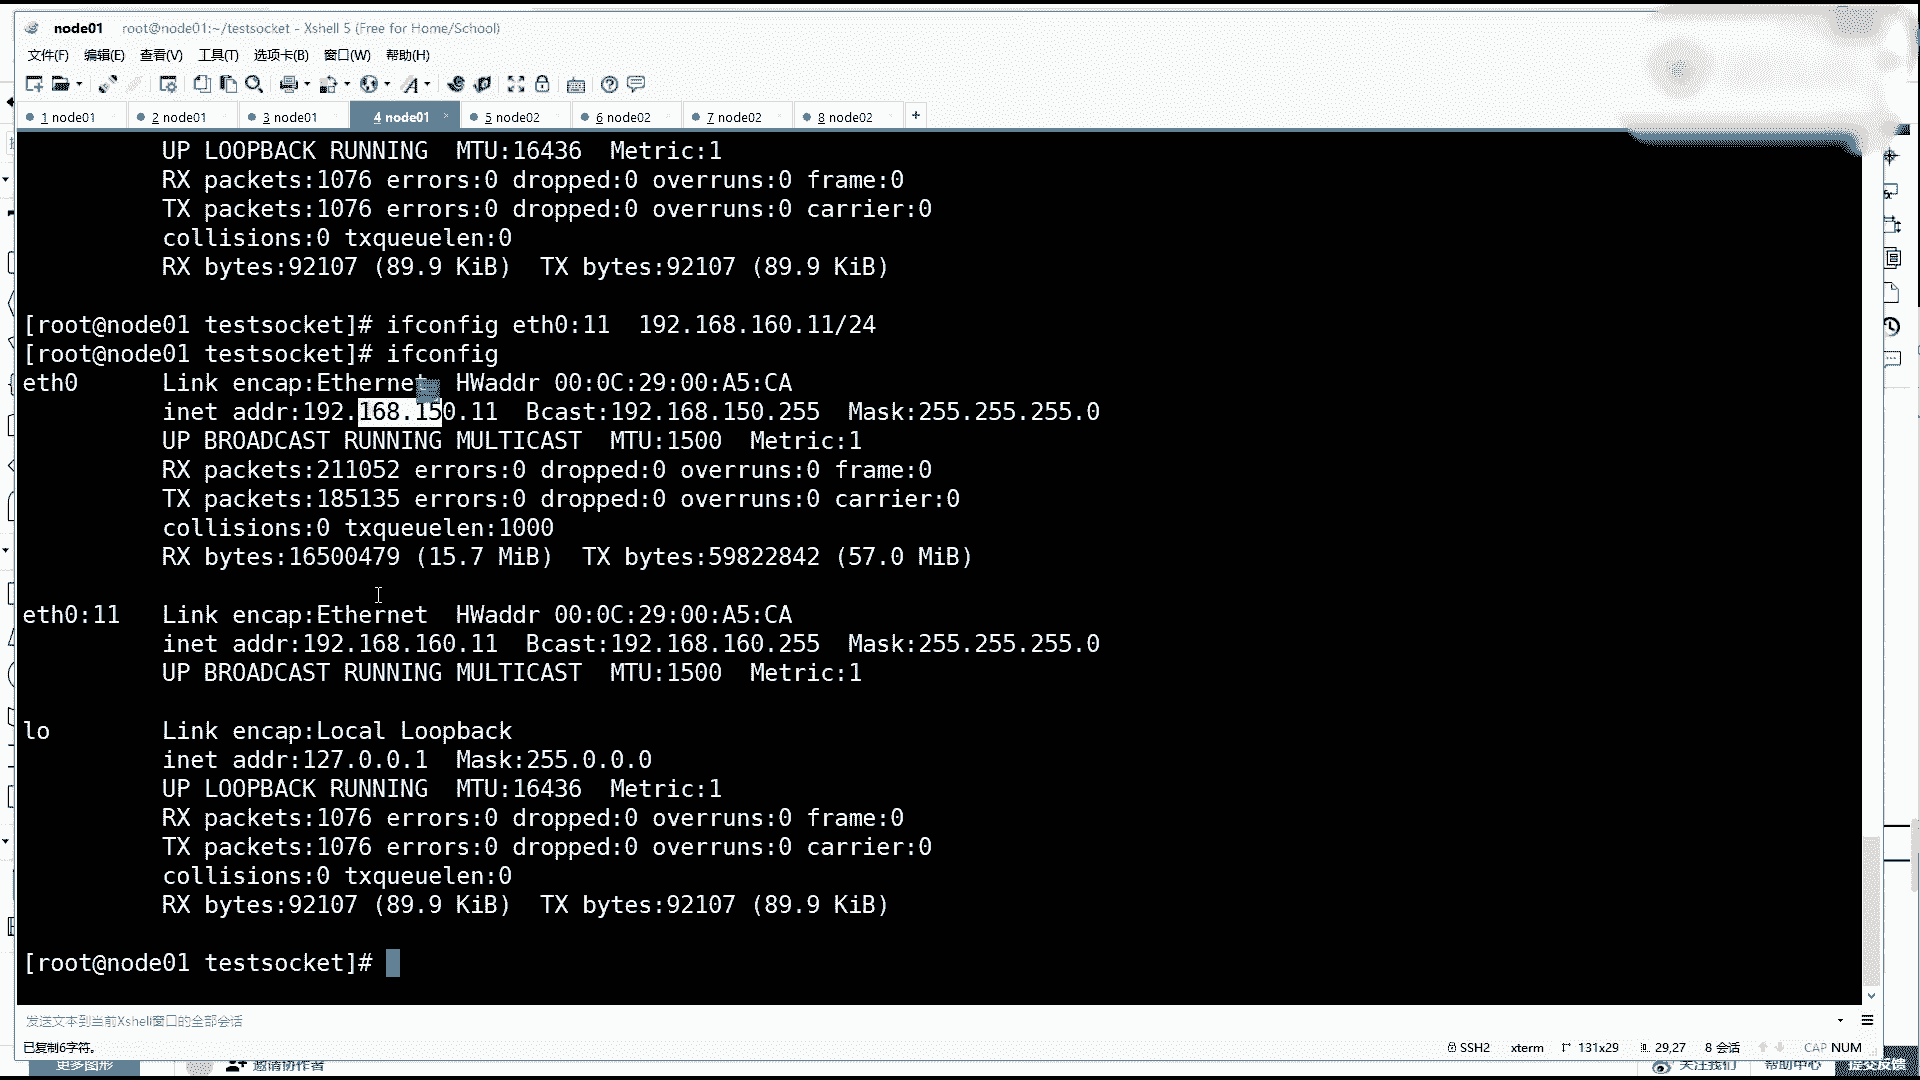 node01 root@node01:~/testsocket - Xshell 5 (Free for Home/School)
文件(F) 编辑(E) 查看(V) 工具(T) 选项卡(B) 窗口(W) 帮助(H)
1 node01 2 node01 3 node01 4 node01 × 5 node02 6 node02 7 node02 8 node02 +
UP LOOPBACK RUNNING  MTU:16436  Metric:1
RX packets:1076 errors:0 dropped:0 overruns:0 frame:0
TX packets:1076 errors:0 dropped:0 overruns:0 carrier:0
collisions:0 txqueuelen:0
RX bytes:92107 (89.9 KiB)  TX bytes:92107 (89.9 KiB)
[root@node01 testsocket]# ifconfig eth0:11  192.168.160.11/24
[root@node01 testsocket]# ifconfig
eth0      Link encap:Ethernet  HWaddr 00:0C:29:00:A5:CA
inet addr:192.168.150.11  Bcast:192.168.150.255  Mask:255.255.255.0
UP BROADCAST RUNNING MULTICAST  MTU:1500  Metric:1
RX packets:211052 errors:0 dropped:0 overruns:0 frame:0
TX packets:185135 errors:0 dropped:0 overruns:0 carrier:0
collisions:0 txqueuelen:1000
RX bytes:16500479 (15.7 MiB)  TX bytes:59822842 (57.0 MiB)
eth0:11   Link encap:Ethernet  HWaddr 00:0C:29:00:A5:CA
inet addr:192.168.160.11  Bcast:192.168.160.255  Mask:255.255.255.0
UP BROADCAST RUNNING MULTICAST  MTU:1500  Metric:1
lo        Link encap:Local Loopback
inet addr:127.0.0.1  Mask:255.0.0.0
UP LOOPBACK RUNNING  MTU:16436  Metric:1
RX packets:1076 errors:0 dropped:0 overruns:0 frame:0
TX packets:1076 errors:0 dropped:0 overruns:0 carrier:0
collisions:0 txqueuelen:0
RX bytes:92107 (89.9 KiB)  TX bytes:92107 (89.9 KiB)
[root@node01 testsocket]#
发送文本到当前Xshell窗口的全部会话
已复制6字符。 SSH2 xterm 131x29 29,27 8 会话 CAP NUM
更多图形 邀请协作者 关注我们 帮助中心 提交反馈